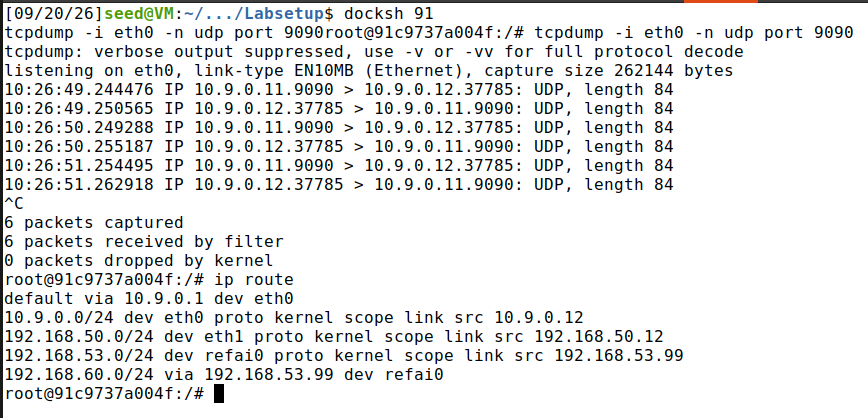 [09/20/26]seed@VM:~/.../Labsetup$ docksh 91
tcpdump -i eth0 -n udp port 9090root@91c9737a004f:/# tcpdump -i eth0 -n udp port 9090
tcpdump: verbose output suppressed, use -v or -vv for full protocol decode
listening on eth0, link-type EN10MB (Ethernet), capture size 262144 bytes
10:26:49.244476 IP 10.9.0.11.9090 > 10.9.0.12.37785: UDP, length 84
10:26:49.250565 IP 10.9.0.12.37785 > 10.9.0.11.9090: UDP, length 84
10:26:50.249288 IP 10.9.0.11.9090 > 10.9.0.12.37785: UDP, length 84
10:26:50.255187 IP 10.9.0.12.37785 > 10.9.0.11.9090: UDP, length 84
10:26:51.254495 IP 10.9.0.11.9090 > 10.9.0.12.37785: UDP, length 84
10:26:51.262918 IP 10.9.0.12.37785 > 10.9.0.11.9090: UDP, length 84
^C
6 packets captured
6 packets received by filter
0 packets dropped by kernel
root@91c9737a004f:/# ip route
default via 10.9.0.1 dev eth0
10.9.0.0/24 dev eth0 proto kernel scope link src 10.9.0.12
192.168.50.0/24 dev eth1 proto kernel scope link src 192.168.50.12
192.168.53.0/24 dev refai0 proto kernel scope link src 192.168.53.99
192.168.60.0/24 via 192.168.53.99 dev refai0
root@91c9737a004f:/#